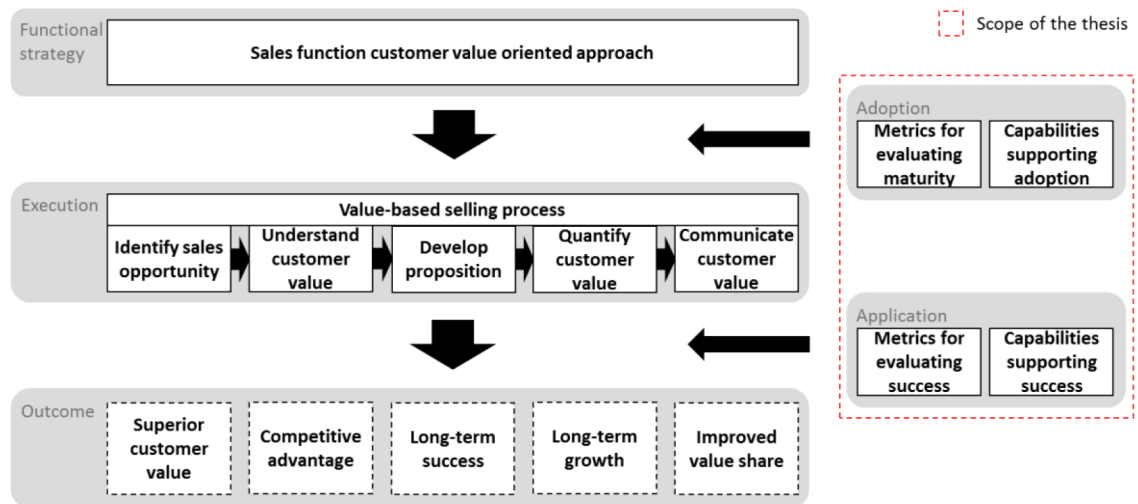 Functional
strategy
Sales function customer value oriented approach
Scope of the thesis
Adoption
Metrics for
evaluating
maturity
Capabilities
supporting
adoption
Execution
Value-based selling process
Identify sales
opportunity
Understand
customer
value
Develop
proposition
Quantify
customer
value
Communicate
customer
value
Application
Metrics for
evaluating
success
Capabilities
supporting
success
Outcome
Superior
customer
value
Competitive
advantage
Long-term
success
Long-term
growth
Improved
value share